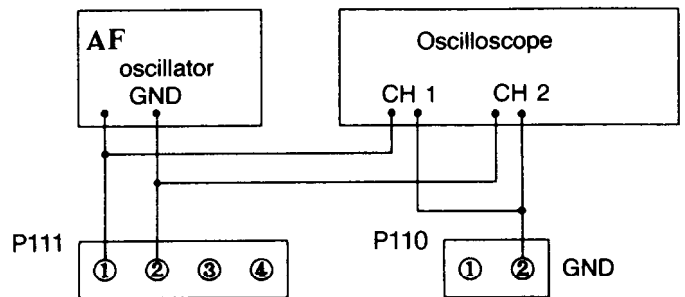 AF
oscillator
GND
Oscilloscope
CH 1 CH 2
P111
① ② ③ ④
P110
① ② GND